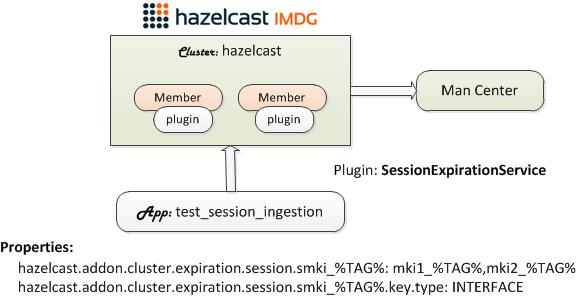 hazelcast IMDG
Cluster: hazelcast
Member Member
plugin plugin
Man Center
Plugin: SessionExpirationService
App: test_session_ingestion
Properties:
hazelcast.addon.cluster.expiration.session.smki_%TAG%: mki1_%TAG%,mki2_%TAG%
hazelcast.addon.cluster.expiration.session.smki_%TAG%.key.type: INTERFACE